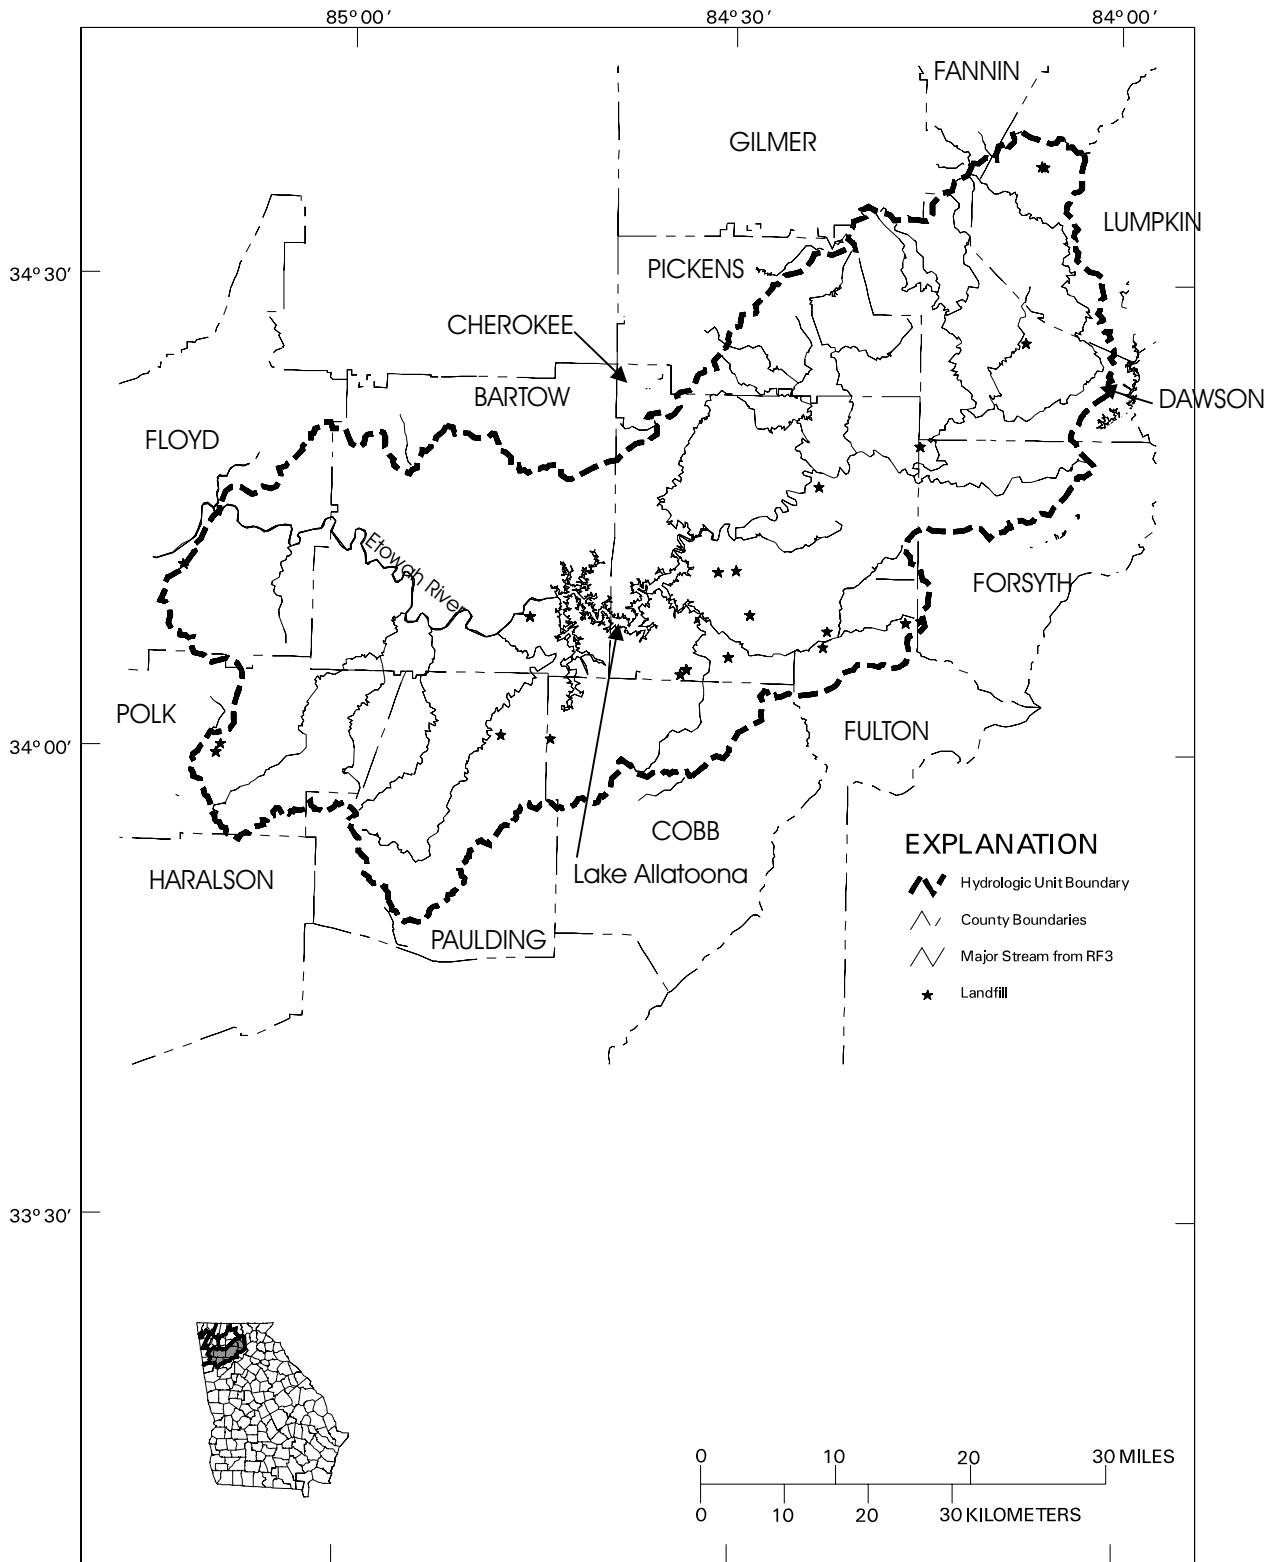 85° 00’
84° 30’
84° 00’
FANNIN
GILMER
LUMPKIN
34° 30’
PICKENS
CHEROKEE
BARTOW
DAWSON
FLOYD
Etowah River
FORSYTH
POLK
34° 00’
FULTON
COBB
EXPLANATION
Lake Allatoona
HARALSON
Hydrologic Unit Boundary
County Boundaries
PAULDING
Major Stream from RF3
Landfill
33° 30’
0 10 20 30 MILES
0 10 20 30 KILOMETERS